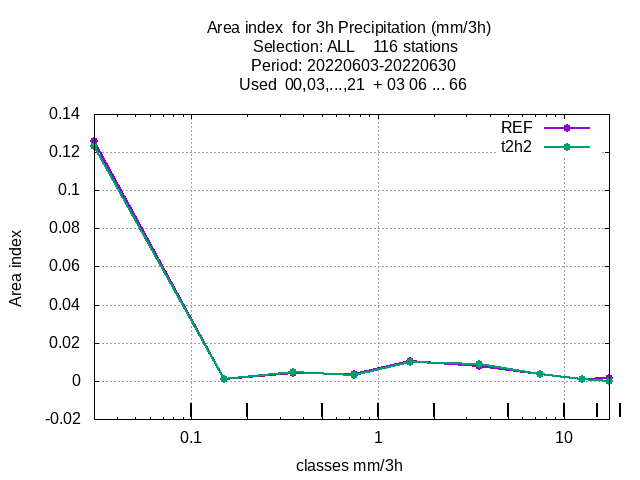 Area index  for 3h Precipitation (mm/3h)
Selection: ALL    116 stations
Period: 20220603-20220630
Used  00,03,...,21  + 03 06 ... 66
0.14
REF
t2h2
0.12
0.1
0.08
0.06
0.04
0.02
0
-0.02
Area index
0.1
1
10
classes mm/3h